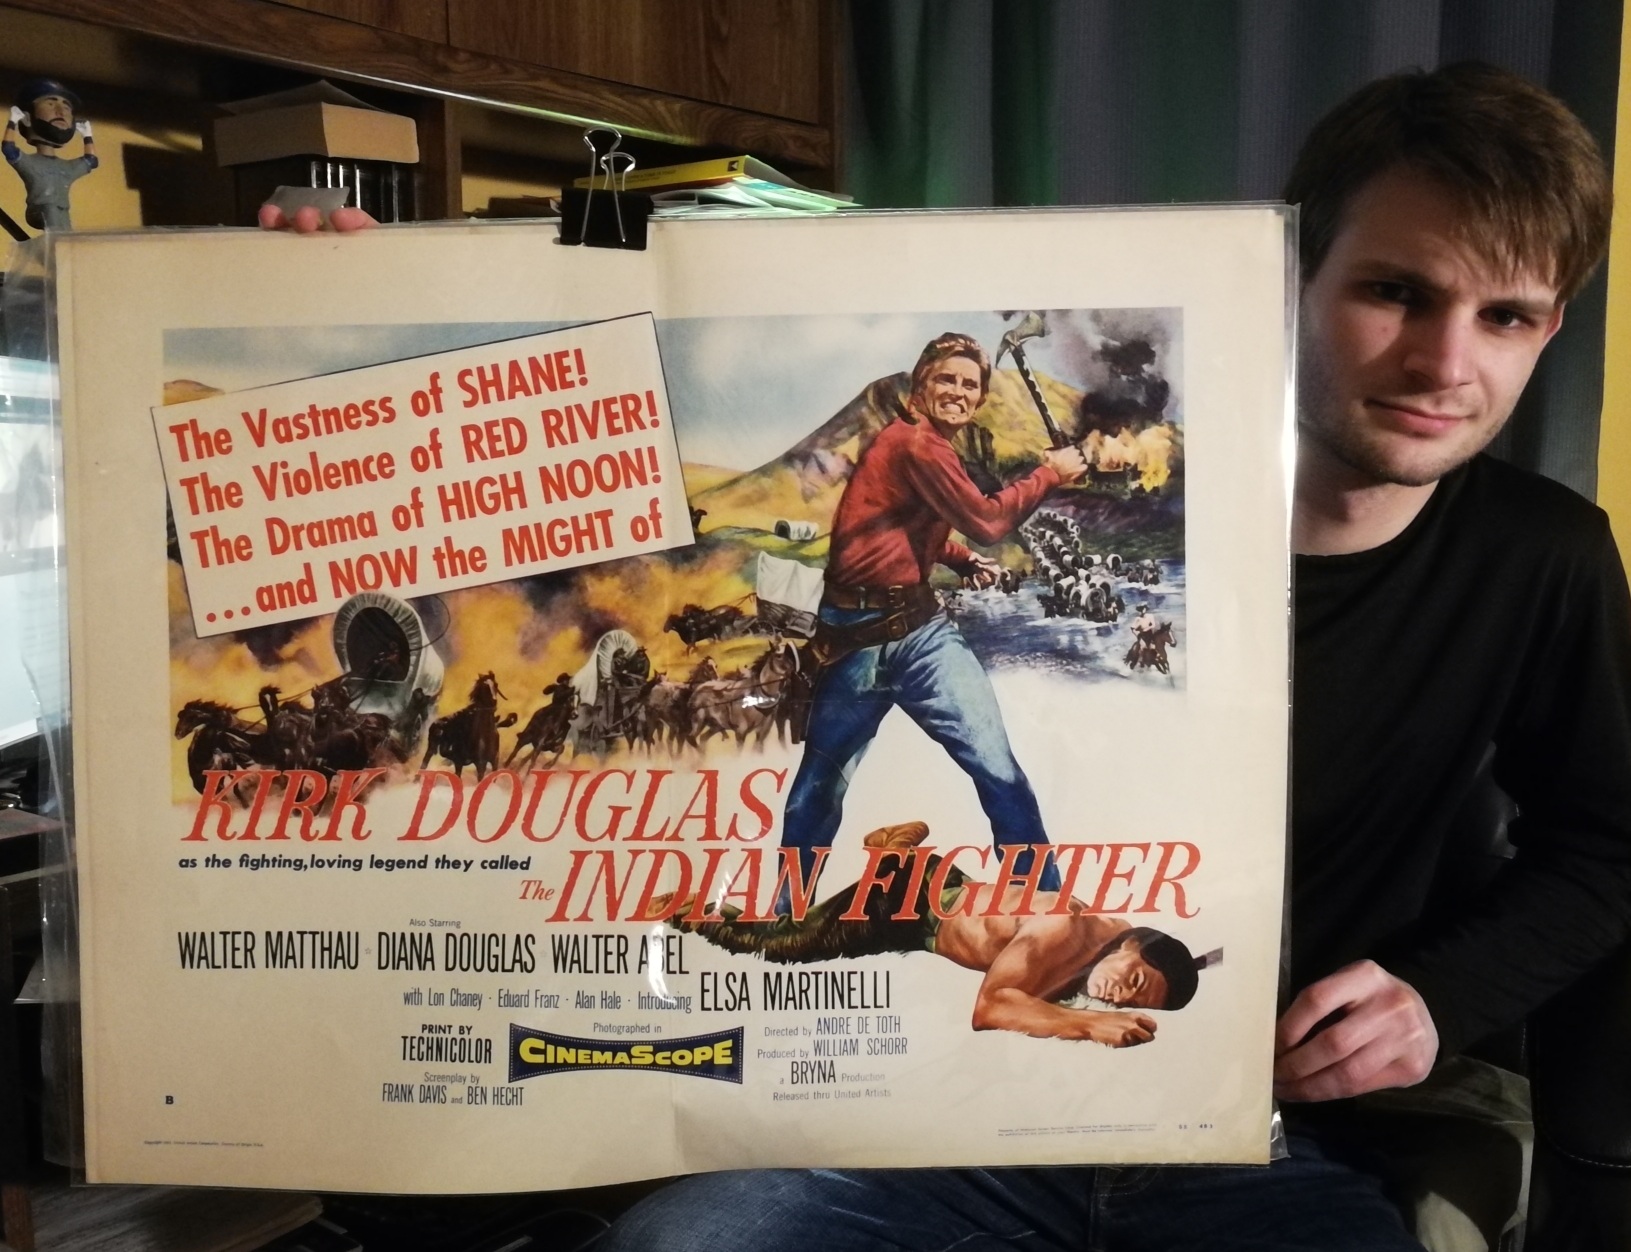 The Vastness of SHANE!
The Violence of RED RIVER!
The Drama of HIGH NOON!
...and NOW the MIGHT of
KIRK DOUGLAS
as the fighting, loving legend they called
The INDIAN FIGHTER
Also Starring
WALTER MATTHAU DIANA DOUGLAS WALTER ABEL
with Lon Chaney · Eduard Franz · Alan Hale · Introducing ELSA MARTINELLI
PRINT BY
TECHNICOLOR
Screenplay by
FRANK DAVIS and BEN HECHT
Photographed in
CINEMASCOPE
Directed by ANDRE DE TOTH
Produced by WILLIAM SCHORR
a BRYNA Production
Released thru United Artists
B